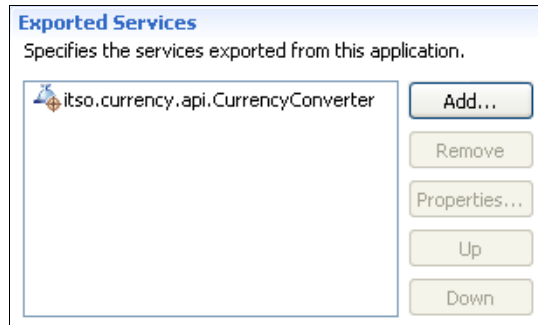 Exported Services
Specifies the services exported from this application.
itso.currency.api.CurrencyConverter
Add...
Remove
Properties...
Up
Down